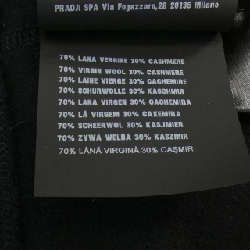 PRADA SPA Via Fogazzaro,28 20135 Milano
70% LANA VERGINE 30% CASHMERE
70% VIRGIN WOOL 30% CASHMERE
70% LAINE VIERGE 30% CACHEMIRE
70% SCHURWOLLE 30% KASCHMIR
70% LANA VIRGEN 30% CACHEMIRA
70% LÃ VIRGEM 30% CAXEMIRA
70% SCHEERWOL 30% KASJMIER
70% ŻYWA WEŁNA 30% KASZMIR
70% LÂNĂ VIRGINĂ 30% CAŞMIR